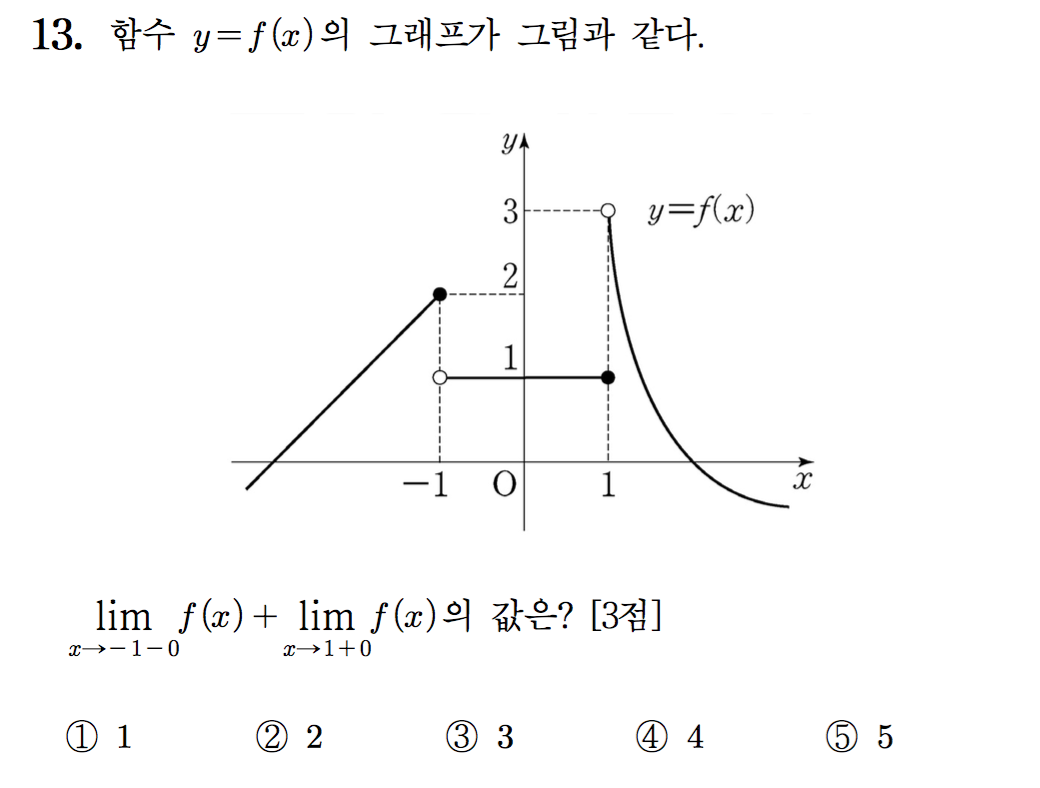 13. 함수 y=f(x)의 그래프가 그림과 같다.
y
3
y=f(x)
2
1
−1
O
1
x
lim f(x)+ lim f(x)의 값은? [3점]
x→−1−0 x→1+0
① 1 ② 2 ③ 3 ④ 4 ⑤ 5